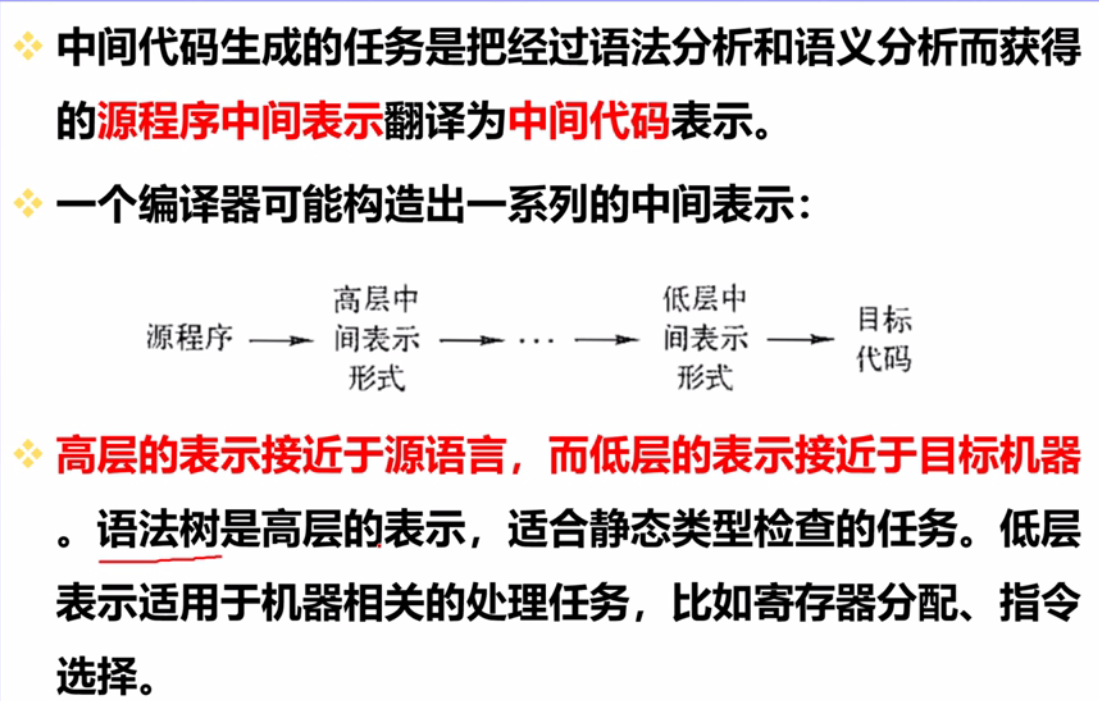 中间代码生成的任务是把经过语法分析和语义分析而获得
的源程序中间表示翻译为中间代码表示。
一个编译器可能构造出一系列的中间表示：
源程序 → 高层中间表示形式 → … → 低层中间表示形式 → 目标代码
高层的表示接近于源语言，而低层的表示接近于目标机器
。语法树是高层的表示，适合静态类型检查的任务。低层
表示适用于机器相关的处理任务，比如寄存器分配、指令
选择。